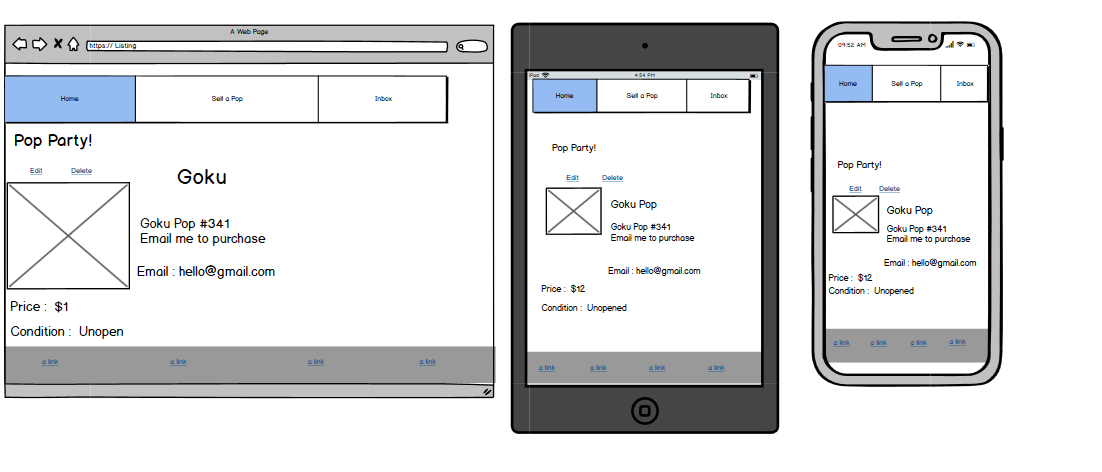 A Web Page
https:// Listing
Home Sell a Pop Inbox
Pop Party!
Edit Delete
Goku
Goku Pop #341
Email me to purchase
Email : hello@gmail.com
Price : $1
Condition : Unopen
a link a link a link a link
iPad 4:54 PM
Home Sell a Pop Inbox
Pop Party!
Edit Delete
Goku Pop
Goku Pop #341
Email me to purchase
Email : hello@gmail.com
Price : $12
Condition : Unopened
a link a link a link a link
09:52 AM
Home Sell a Pop Inbox
Pop Party!
Edit Delete
Goku Pop
Goku Pop #341
Email me to purchase
Email : hello@gmail.com
Price : $12
Condition : Unopened
a link a link a link a link